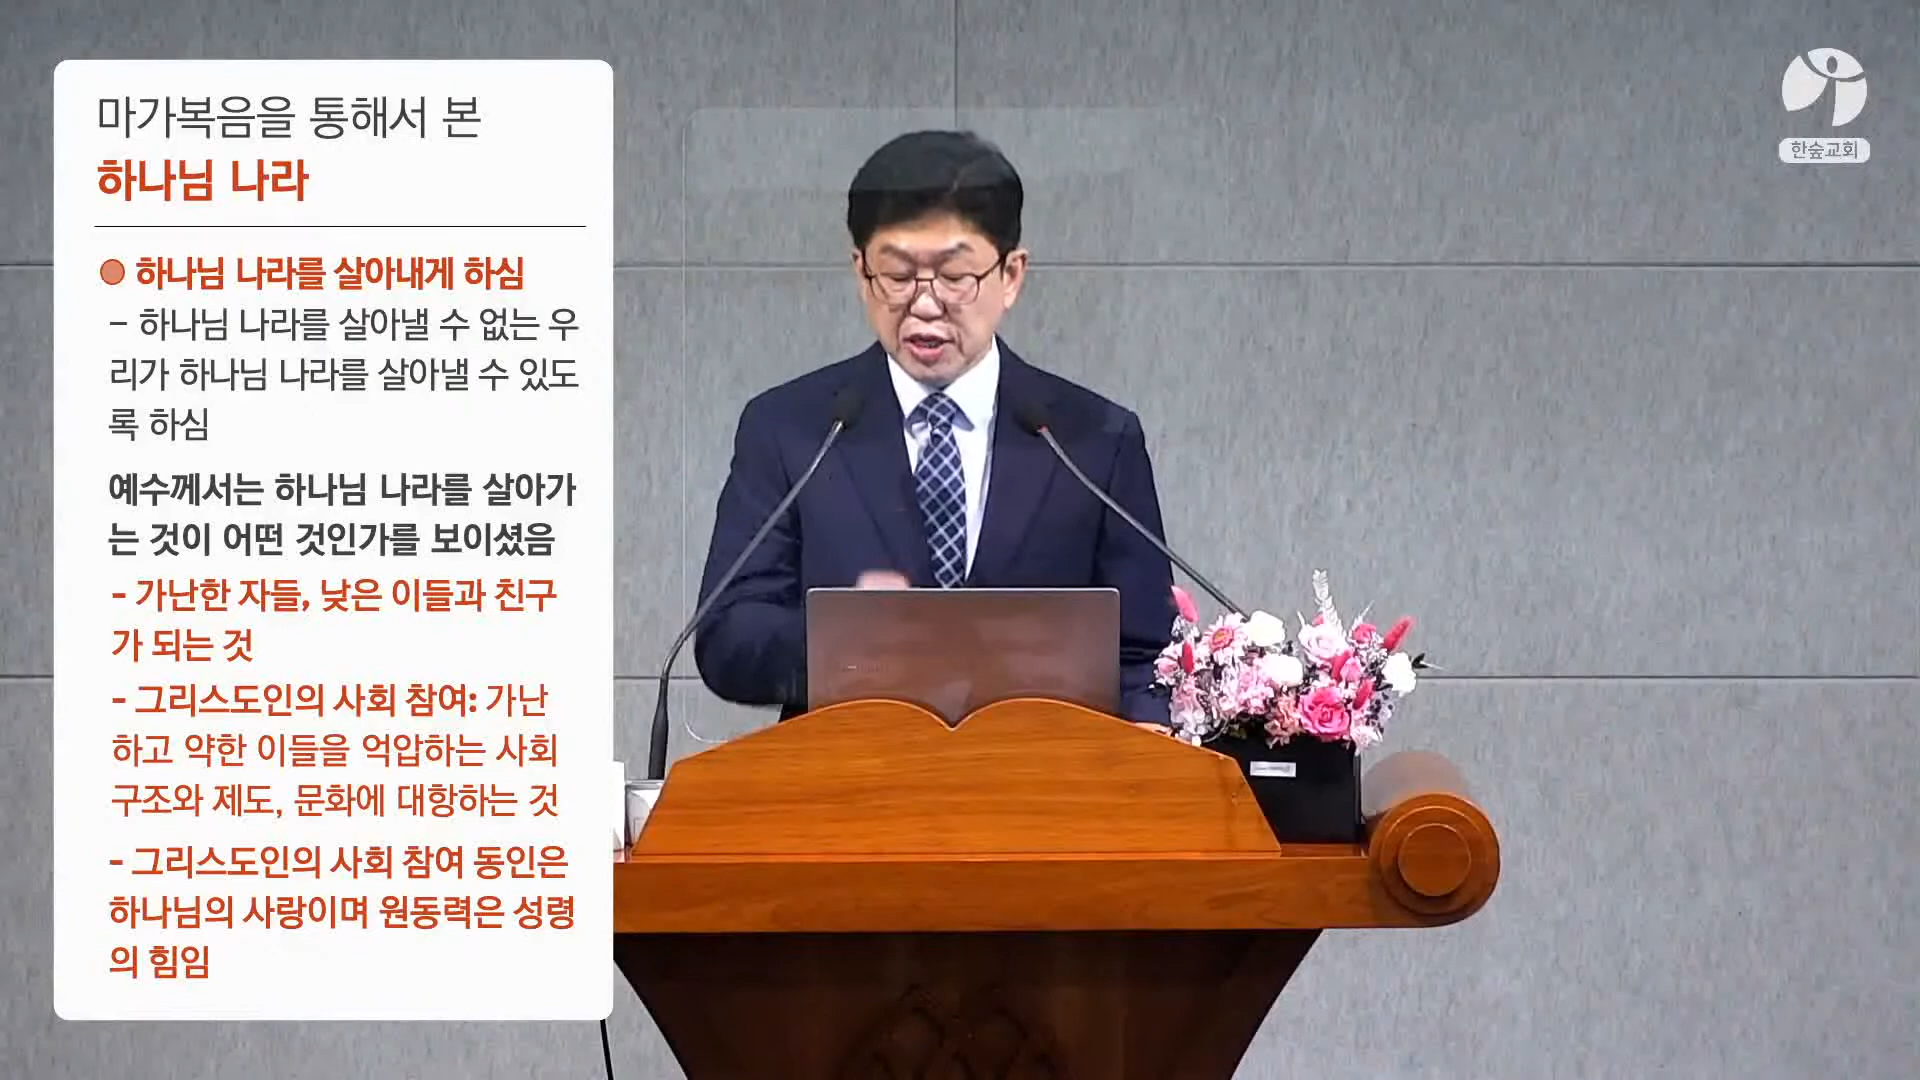 마가복음을 통해서 본
하나님 나라
하나님 나라를 살아내게 하심
– 하나님 나라를 살아낼 수 없는 우
리가 하나님 나라를 살아낼 수 있도
록 하심
예수께서는 하나님 나라를 살아가
는 것이 어떤 것인가를 보이셨음
- 가난한 자들, 낮은 이들과 친구
가 되는 것
- 그리스도인의 사회 참여: 가난
하고 약한 이들을 억압하는 사회
구조와 제도, 문화에 대항하는 것
- 그리스도인의 사회 참여 동인은
하나님의 사랑이며 원동력은 성령
의 힘임
한숲교회